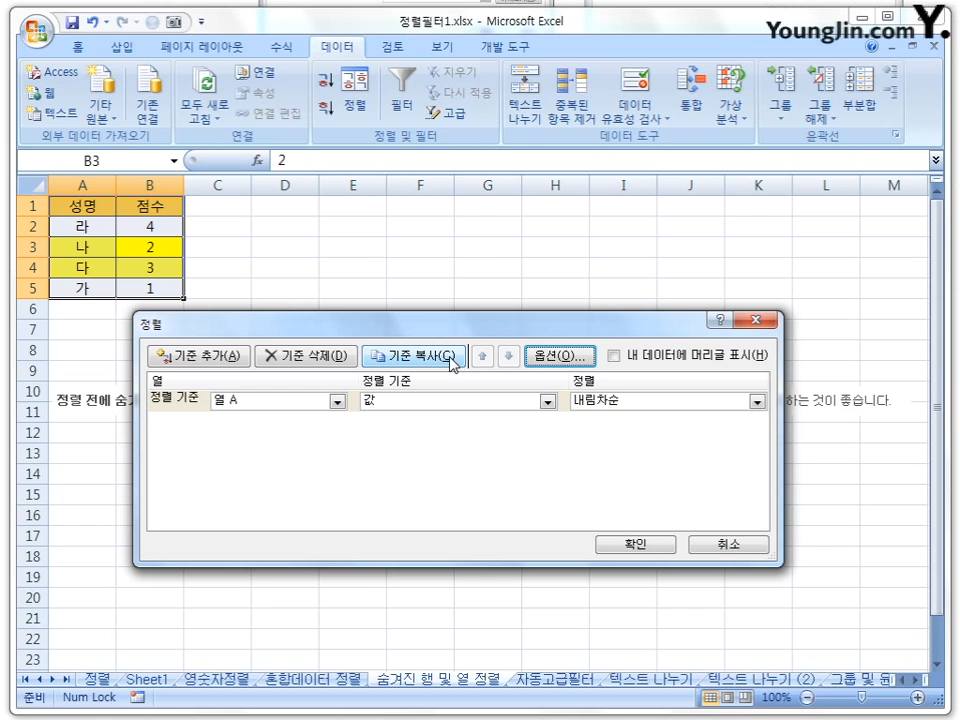 정렬필터1.xlsx - Microsoft Excel
YoungJin.com Y.
홈 삽입 페이지 레이아웃 수식 데이터 검토 보기 개발 도구
Access
웹
텍스트
기타 원본
기존 연결
외부 데이터 가져오기
모두 새로 고침
연결
속성
연결 편집
연결
정렬
필터
지우기
다시 적용
고급
정렬 및 필터
텍스트 나누기
중복된 항목 제거
데이터 유효성 검사
통합
가상 분석
데이터 도구
그룹
그룹 해제
부분합
윤곽선
B3 fx 2
A B C D E F G H I J K L M
1 성명 점수
2 라 4
3 나 2
4 다 3
5 가 1
6
7
8
9
10
11
12
13
14
15
16
17
18
19
20
21
22
23
정렬 전에 숨
하는 것이 좋습니다.
정렬
기준 추가(A) 기준 삭제(D) 기준 복사(C) 옵션(O)... 내 데이터에 머리글 표시(H)
열 정렬 기준 정렬
정렬 기준 열 A 값 내림차순
확인 취소
정렬 Sheet1 영숫자정렬 혼합데이터 정렬 숨겨진 행 및 열 정렬 자동고급필터 텍스트 나누기 텍스트 나누기 (2) 그룹 및 윤
준비 Num Lock 100%